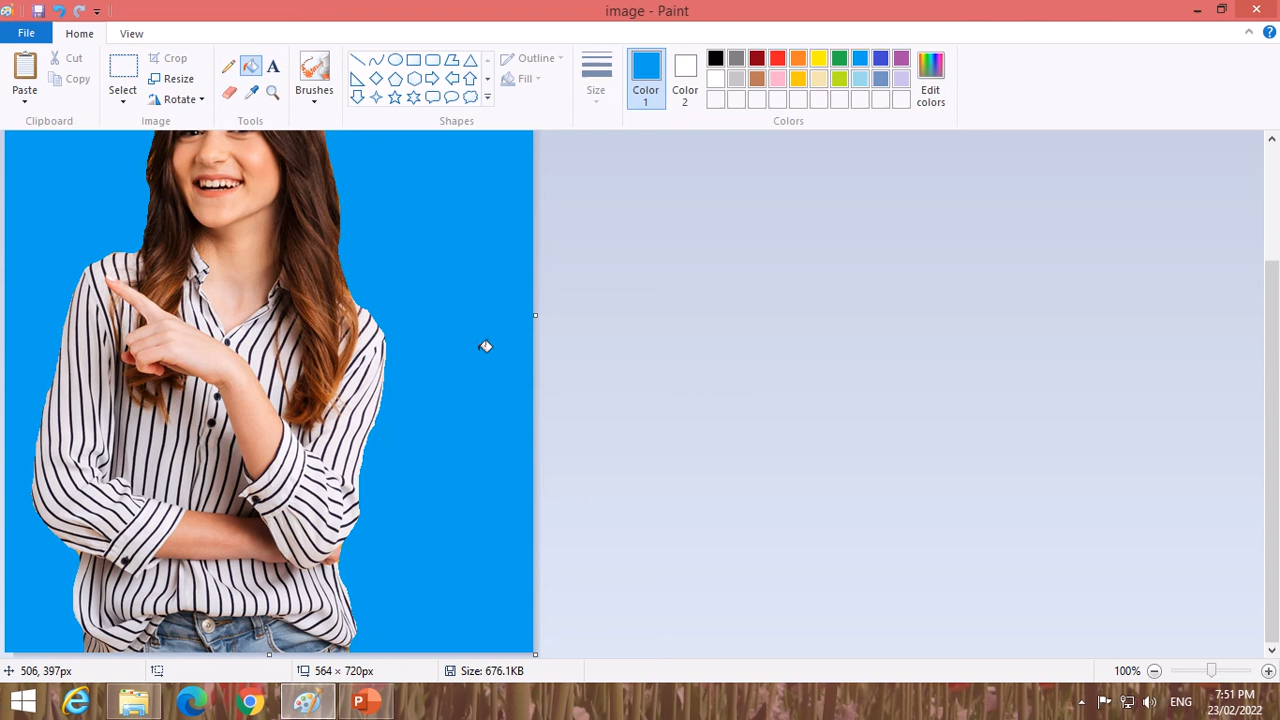 image - Paint
File
Home
View
Paste
Cut
Copy
Clipboard
Select
Crop
Resize
Rotate
Image
Tools
Brushes
Outline
Fill
Shapes
Size
Color
1
Color
2
Edit
colors
Colors
506, 397px
564 × 720px
Size: 676.1KB
100%
ENG
7:51 PM
23/02/2022